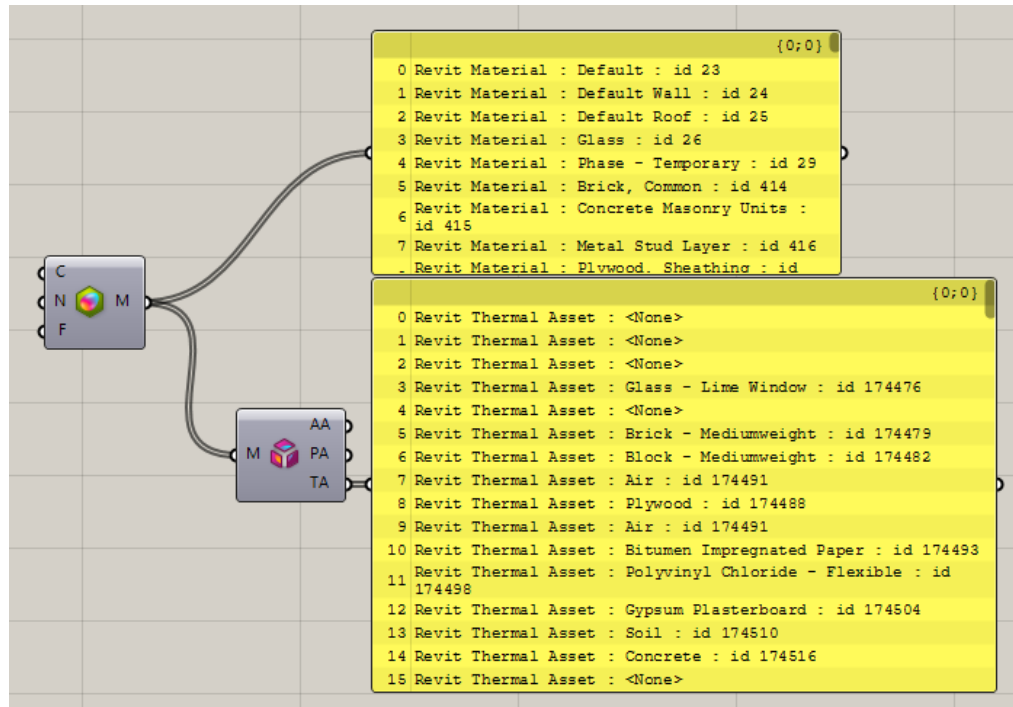 {0;0}
0 Revit Material : Default : id 23
1 Revit Material : Default Wall : id 24
2 Revit Material : Default Roof : id 25
3 Revit Material : Glass : id 26
4 Revit Material : Phase - Temporary : id 29
5 Revit Material : Brick, Common : id 414
6 Revit Material : Concrete Masonry Units :
id 415
7 Revit Material : Metal Stud Layer : id 416
Revit Material : Plywood, Sheathing : id
C
N M
F
{0;0}
0 Revit Thermal Asset : <None>
1 Revit Thermal Asset : <None>
2 Revit Thermal Asset : <None>
3 Revit Thermal Asset : Glass - Lime Window : id 174476
4 Revit Thermal Asset : <None>
5 Revit Thermal Asset : Brick - Mediumweight : id 174479
6 Revit Thermal Asset : Block - Mediumweight : id 174482
7 Revit Thermal Asset : Air : id 174491
8 Revit Thermal Asset : Plywood : id 174488
9 Revit Thermal Asset : Air : id 174491
10 Revit Thermal Asset : Bitumen Impregnated Paper : id 174493
11 Revit Thermal Asset : Polyvinyl Chloride - Flexible : id
174498
12 Revit Thermal Asset : Gypsum Plasterboard : id 174504
13 Revit Thermal Asset : Soil : id 174510
14 Revit Thermal Asset : Concrete : id 174516
15 Revit Thermal Asset : <None>
AA
M PA
TA